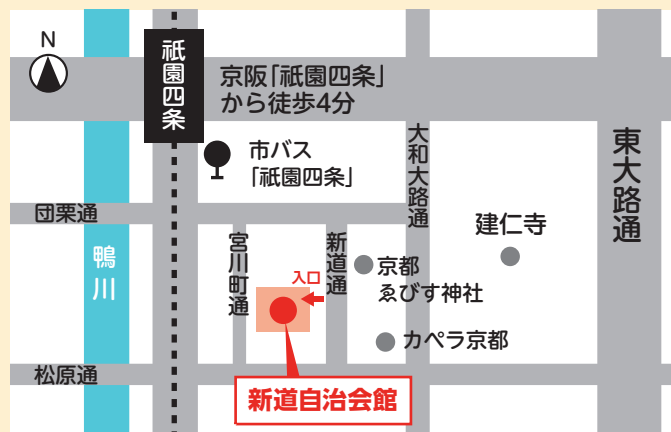 N
祇園四条
京阪「祇園四条」
から徒歩4分
市バス
「祇園四条」
大和大路通
東大路通
団栗通
鴨川
宮川町通
新道通
入口
建仁寺
京都
ゑびす神社
カペラ京都
松原通
新道自治会館